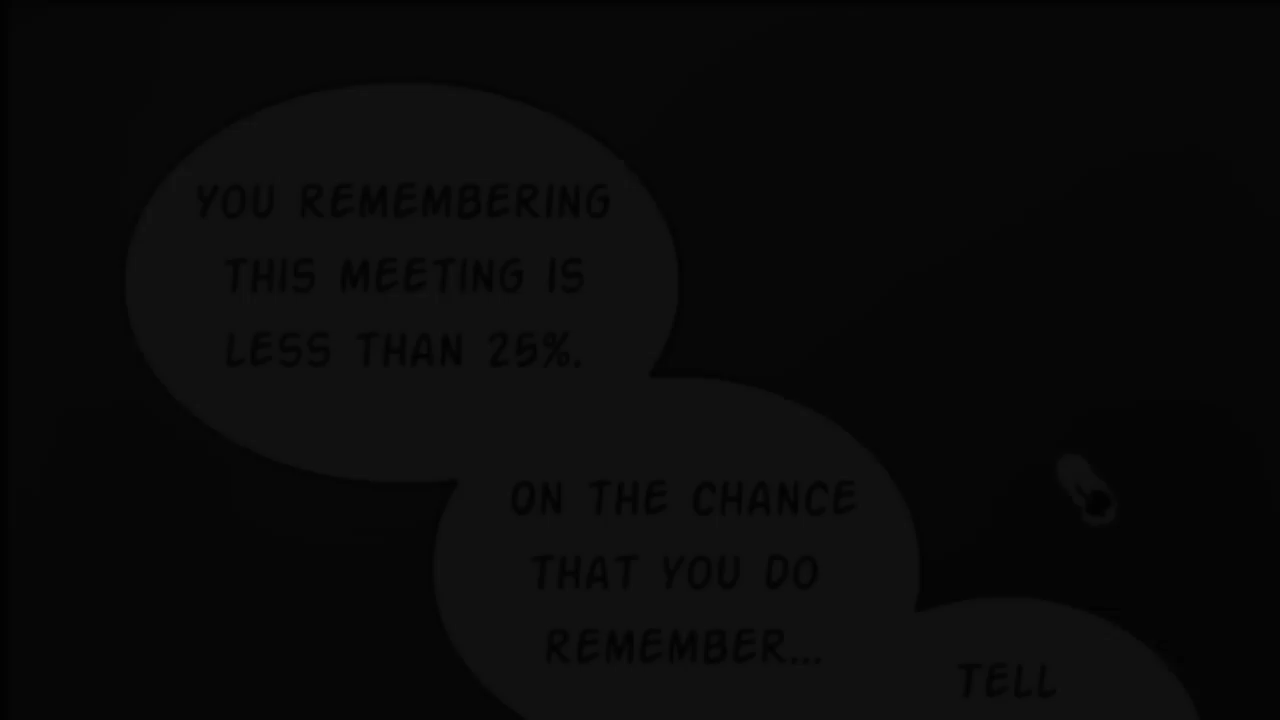 YOU REMEMBERING
THIS MEETING IS
LESS THAN 25%.
ON THE CHANCE
THAT YOU DO
REMEMBER...
TELL